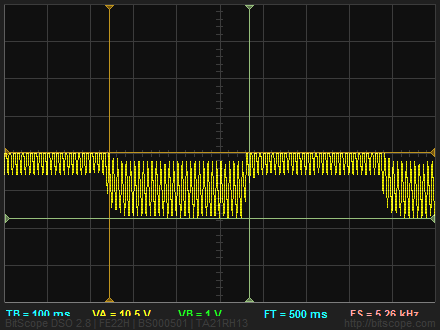 TB = 100 ms VA = 10.5 V VB = 1 V FT = 500 ms FS = 5.26 kHz
BitScope DSO 2.8 | FE22H | BS000501 | TA21RH13 http://bitscope.com